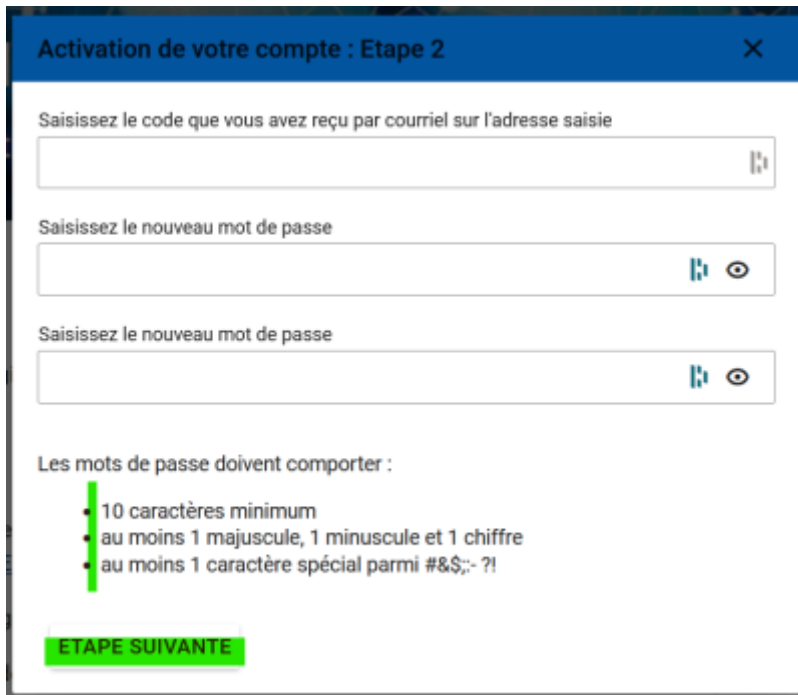 Activation de votre compte : Etape 2
Saisissez le code que vous avez reçu par courriel sur l'adresse saisie
Saisissez le nouveau mot de passe
Saisissez le nouveau mot de passe
Les mots de passe doivent comporter :
• 10 caractères minimum
• au moins 1 majuscule, 1 minuscule et 1 chiffre
• au moins 1 caractère spécial parmi #&$;:- ?!
ETAPE SUIVANTE